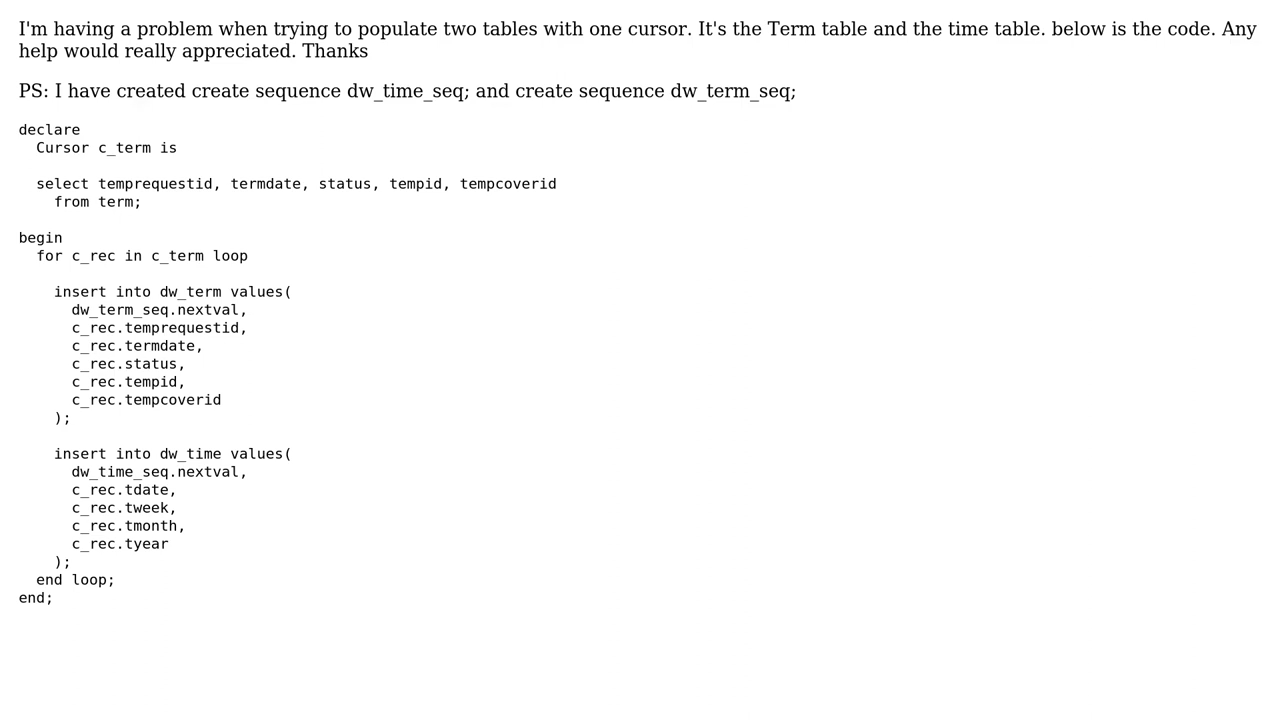 I'm having a problem when trying to populate two tables with one cursor. It's the Term table and the time table. below is the code. Any
help would really appreciated. Thanks
PS: I have created create sequence dw_time_seq; and create sequence dw_term_seq;
declare
  Cursor c_term is
  select temprequestid, termdate, status, tempid, tempcoverid
    from term;
begin
  for c_rec in c_term loop
    insert into dw_term values(
      dw_term_seq.nextval,
      c_rec.temprequestid,
      c_rec.termdate,
      c_rec.status,
      c_rec.tempid,
      c_rec.tempcoverid
    );
    insert into dw_time values(
      dw_time_seq.nextval,
      c_rec.tdate,
      c_rec.tweek,
      c_rec.tmonth,
      c_rec.tyear
    );
  end loop;
end;